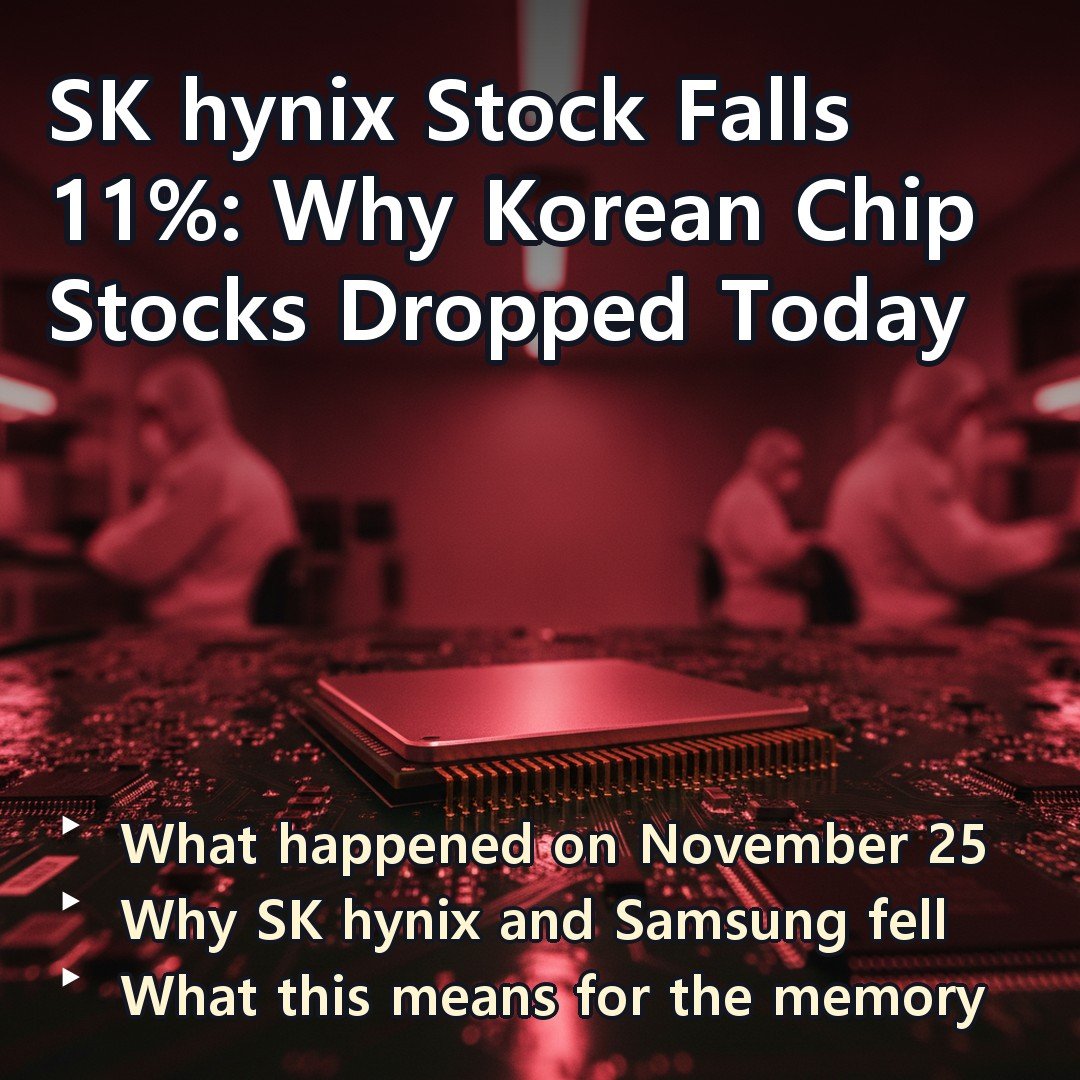 SK hynix Stock Falls
11%: Why Korean Chip
Stocks Dropped Today
What happened on November 25
Why SK hynix and Samsung fell
What this means for the memory